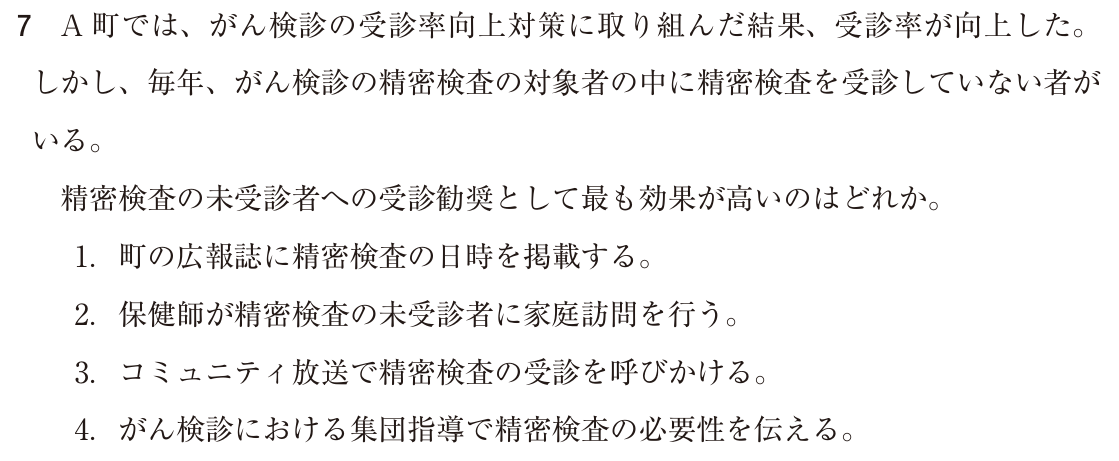 7 A 町では、がん検診の受診率向上対策に取り組んだ結果、受診率が向上した。
しかし、毎年、がん検診の精密検査の対象者の中に精密検査を受診していない者が
いる。
精密検査の未受診者への受診勧奨として最も効果が高いのはどれか。
1. 町の広報誌に精密検査の日時を掲載する。
2. 保健師が精密検査の未受診者に家庭訪問を行う。
3. コミュニティ放送で精密検査の受診を呼びかける。
4. がん検診における集団指導で精密検査の必要性を伝える。